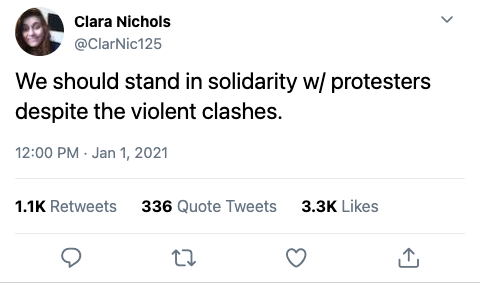 Clara Nichols
@ClarNic125
We should stand in solidarity w/ protesters
despite the violent clashes.
12:00 PM · Jan 1, 2021
1.1K Retweets 336 Quote Tweets 3.3K Likes